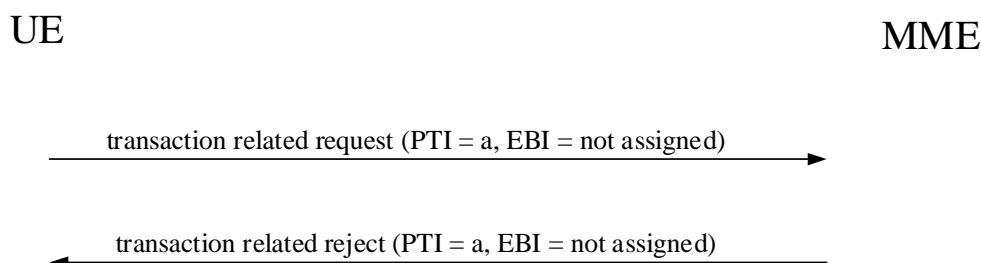 UE
MME
transaction related request (PTI = a, EBI = not assigned)
transaction related reject (PTI = a, EBI = not assigned)